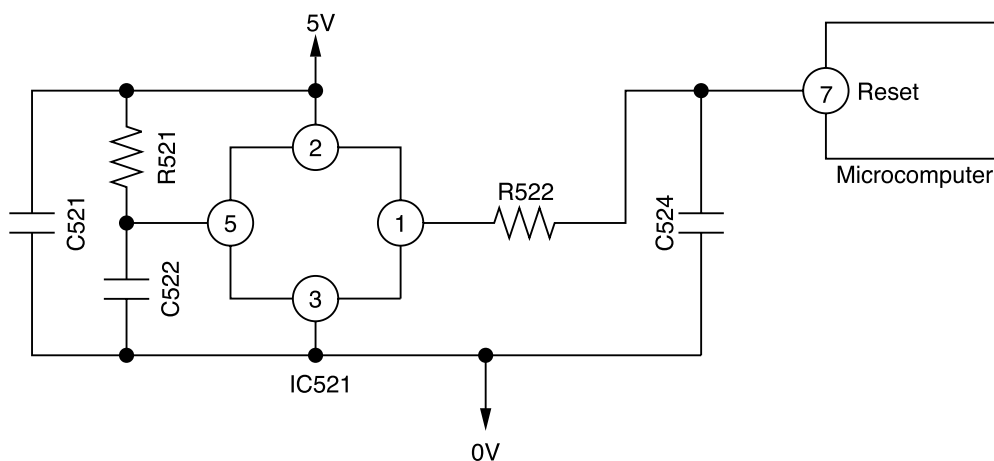 5V
2
7
Reset
R521
Microcomputer
R522
C521
5
1
C524
C522
3
IC521
0V